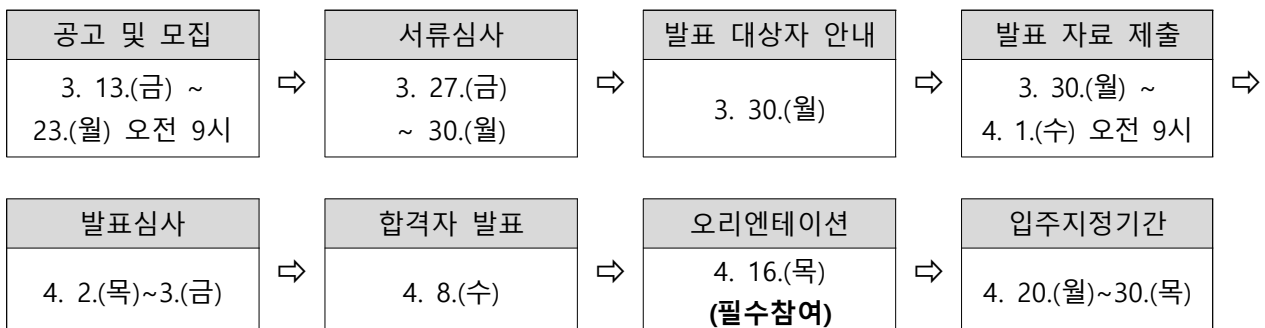 공고 및 모집
3. 13.(금) ~
23.(월) 오전 9시
⇨
서류심사
3. 27.(금)
~ 30.(월)
⇨
발표 대상자 안내
3. 30.(월)
⇨
발표 자료 제출
3. 30.(월) ~
4. 1.(수) 오전 9시
⇨
발표심사
4. 2.(목)~3.(금)
⇨
합격자 발표
4. 8.(수)
⇨
오리엔테이션
4. 16.(목)
(필수참여)
⇨
입주지정기간
4. 20.(월)~30.(목)